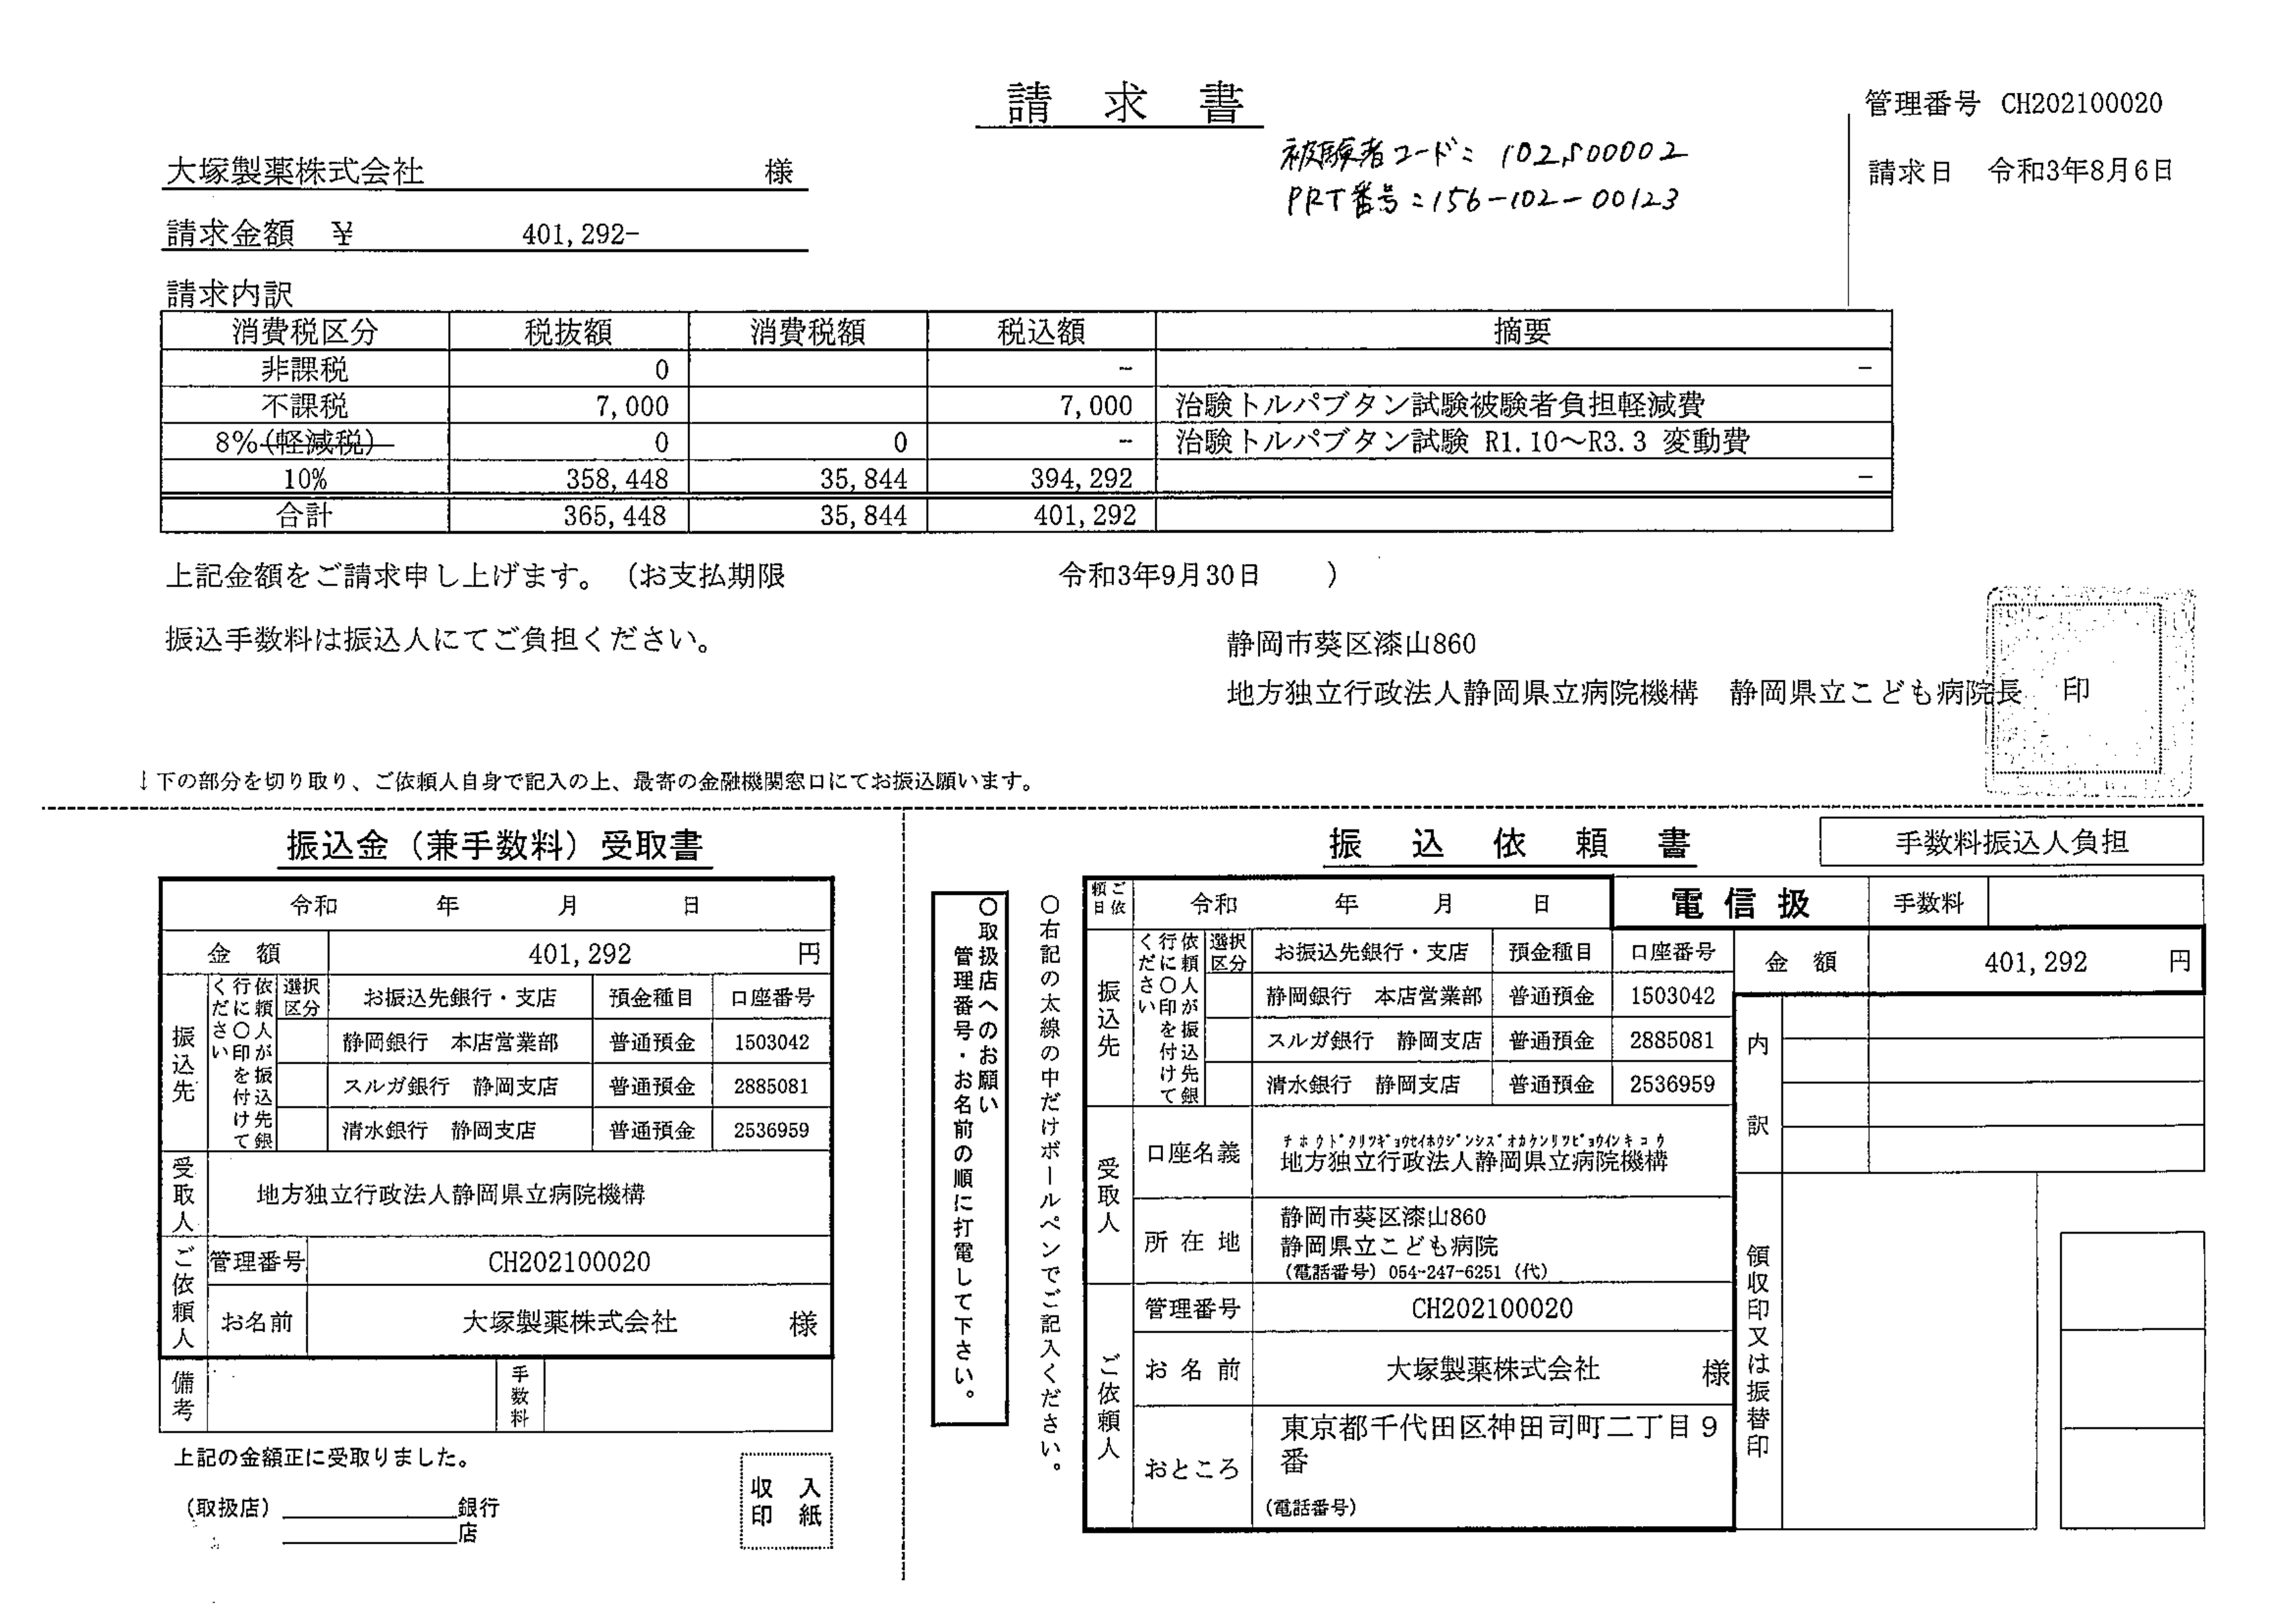 請求書
管理番号 CH202100020
被験者コード: 102S00002
PRT番号:156-102-00123
請求日 令和3年8月6日
大塚製薬株式会社 様
請求金額 ¥ 401,292-
請求内訳
消費税区分 税抜額 消費税額 税込額 摘要
非課税 0 - -
不課税 7,000 7,000 治験トルパブタン試験被験者負担軽減費
8%(軽減税) 0 0 - 治験トルパブタン試験 R1.10～R3.3 変動費
10% 358,448 35,844 394,292 -
合計 365,448 35,844 401,292
上記金額をご請求申し上げます。(お支払期限 令和3年9月30日 )
振込手数料は振込人にてご負担ください。
静岡市葵区漆山860
地方独立行政法人静岡県立病院機構 静岡県立こども病院長 印
↓下の部分を切り取り、ご依頼人自身で記入の上、最寄の金融機関窓口にてお振込願います。
振込金(兼手数料)受取書
令和 年 月 日
金額 401,292 円
振込先
依頼人が振込先銀行に〇印を付けてください
選択区分 お振込先銀行・支店 預金種目 口座番号
静岡銀行 本店営業部 普通預金 1503042
スルガ銀行 静岡支店 普通預金 2885081
清水銀行 静岡支店 普通預金 2536959
受取人 地方独立行政法人静岡県立病院機構
ご依頼人
管理番号 CH202100020
お名前 大塚製薬株式会社 様
備考 手数料
上記の金額正に受取りました。
(取扱店) 銀行
店
収入
印紙
〇取扱店へのお願い
管理番号・お名前の順に打電して下さい。
〇右記の太線の中だけボールペンでご記入ください。
振込依頼書
手数料振込人負担
ご依頼日 令和 年 月 日
電信扱 手数料
振込先
依頼人が振込先銀行に〇印を付けてください
選択区分 お振込先銀行・支店 預金種目 口座番号
静岡銀行 本店営業部 普通預金 1503042
スルガ銀行 静岡支店 普通預金 2885081
清水銀行 静岡支店 普通預金 2536959
金額 401,292 円
内訳
受取人
口座名義
チホウドクリツギョウセイホウジンシズオカケンリツビョウインキコウ
地方独立行政法人静岡県立病院機構
所在地
静岡市葵区漆山860
静岡県立こども病院
(電話番号) 054-247-6251 (代)
ご依頼人
管理番号 CH202100020
お名前 大塚製薬株式会社 様
おところ
東京都千代田区神田司町二丁目9
番
(電話番号)
領収印又は振替印